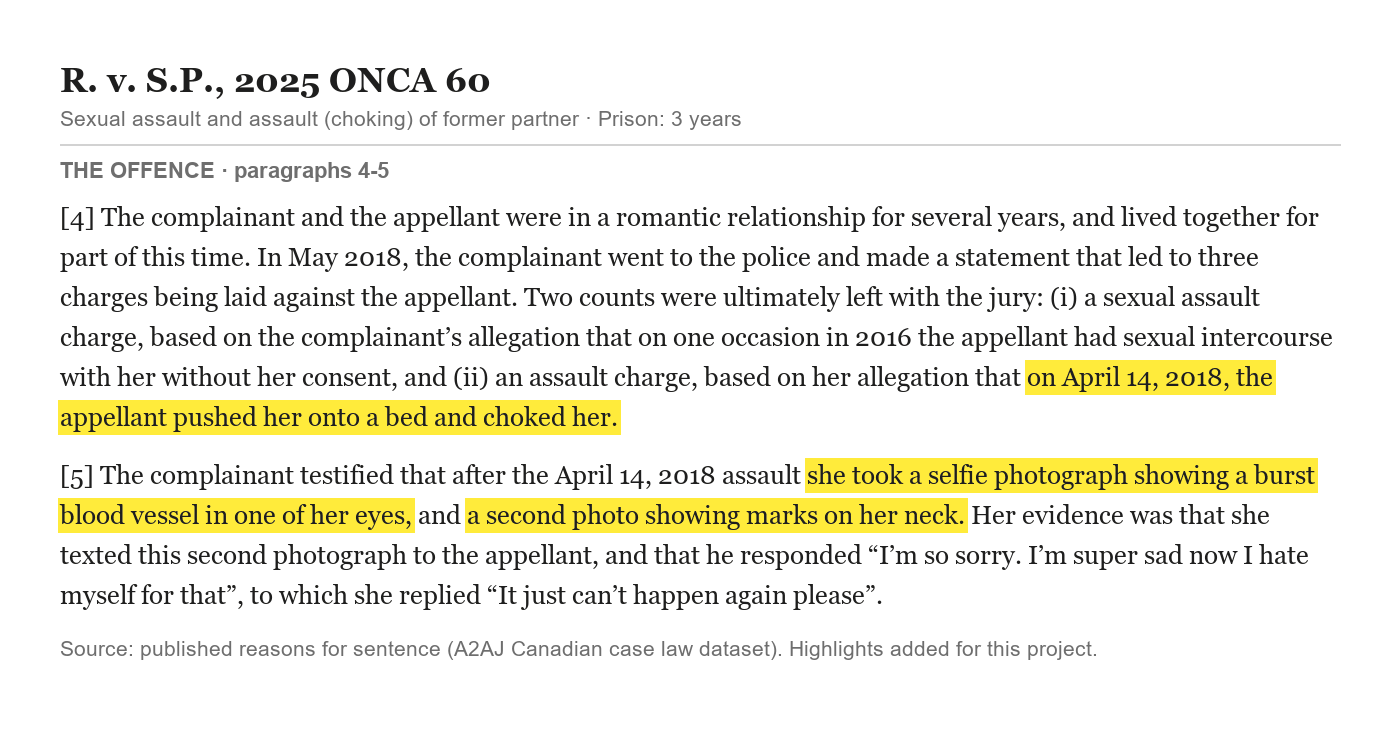 R. v. S.P., 2025 ONCA 60
Sexual assault and assault (choking) of former partner · Prison: 3 years
THE OFFENCE · paragraphs 4-5
[4] The complainant and the appellant were in a romantic relationship for several years, and lived together for
part of this time. In May 2018, the complainant went to the police and made a statement that led to three
charges being laid against the appellant. Two counts were ultimately left with the jury: (i) a sexual assault
charge, based on the complainant’s allegation that on one occasion in 2016 the appellant had sexual intercourse
with her without her consent, and (ii) an assault charge, based on her allegation that on April 14, 2018, the
appellant pushed her onto a bed and choked her.
[5] The complainant testified that after the April 14, 2018 assault she took a selfie photograph showing a burst
blood vessel in one of her eyes, and a second photo showing marks on her neck. Her evidence was that she
texted this second photograph to the appellant, and that he responded “I’m so sorry. I’m super sad now I hate
myself for that”, to which she replied “It just can’t happen again please”.
Source: published reasons for sentence (A2AJ Canadian case law dataset). Highlights added for this project.